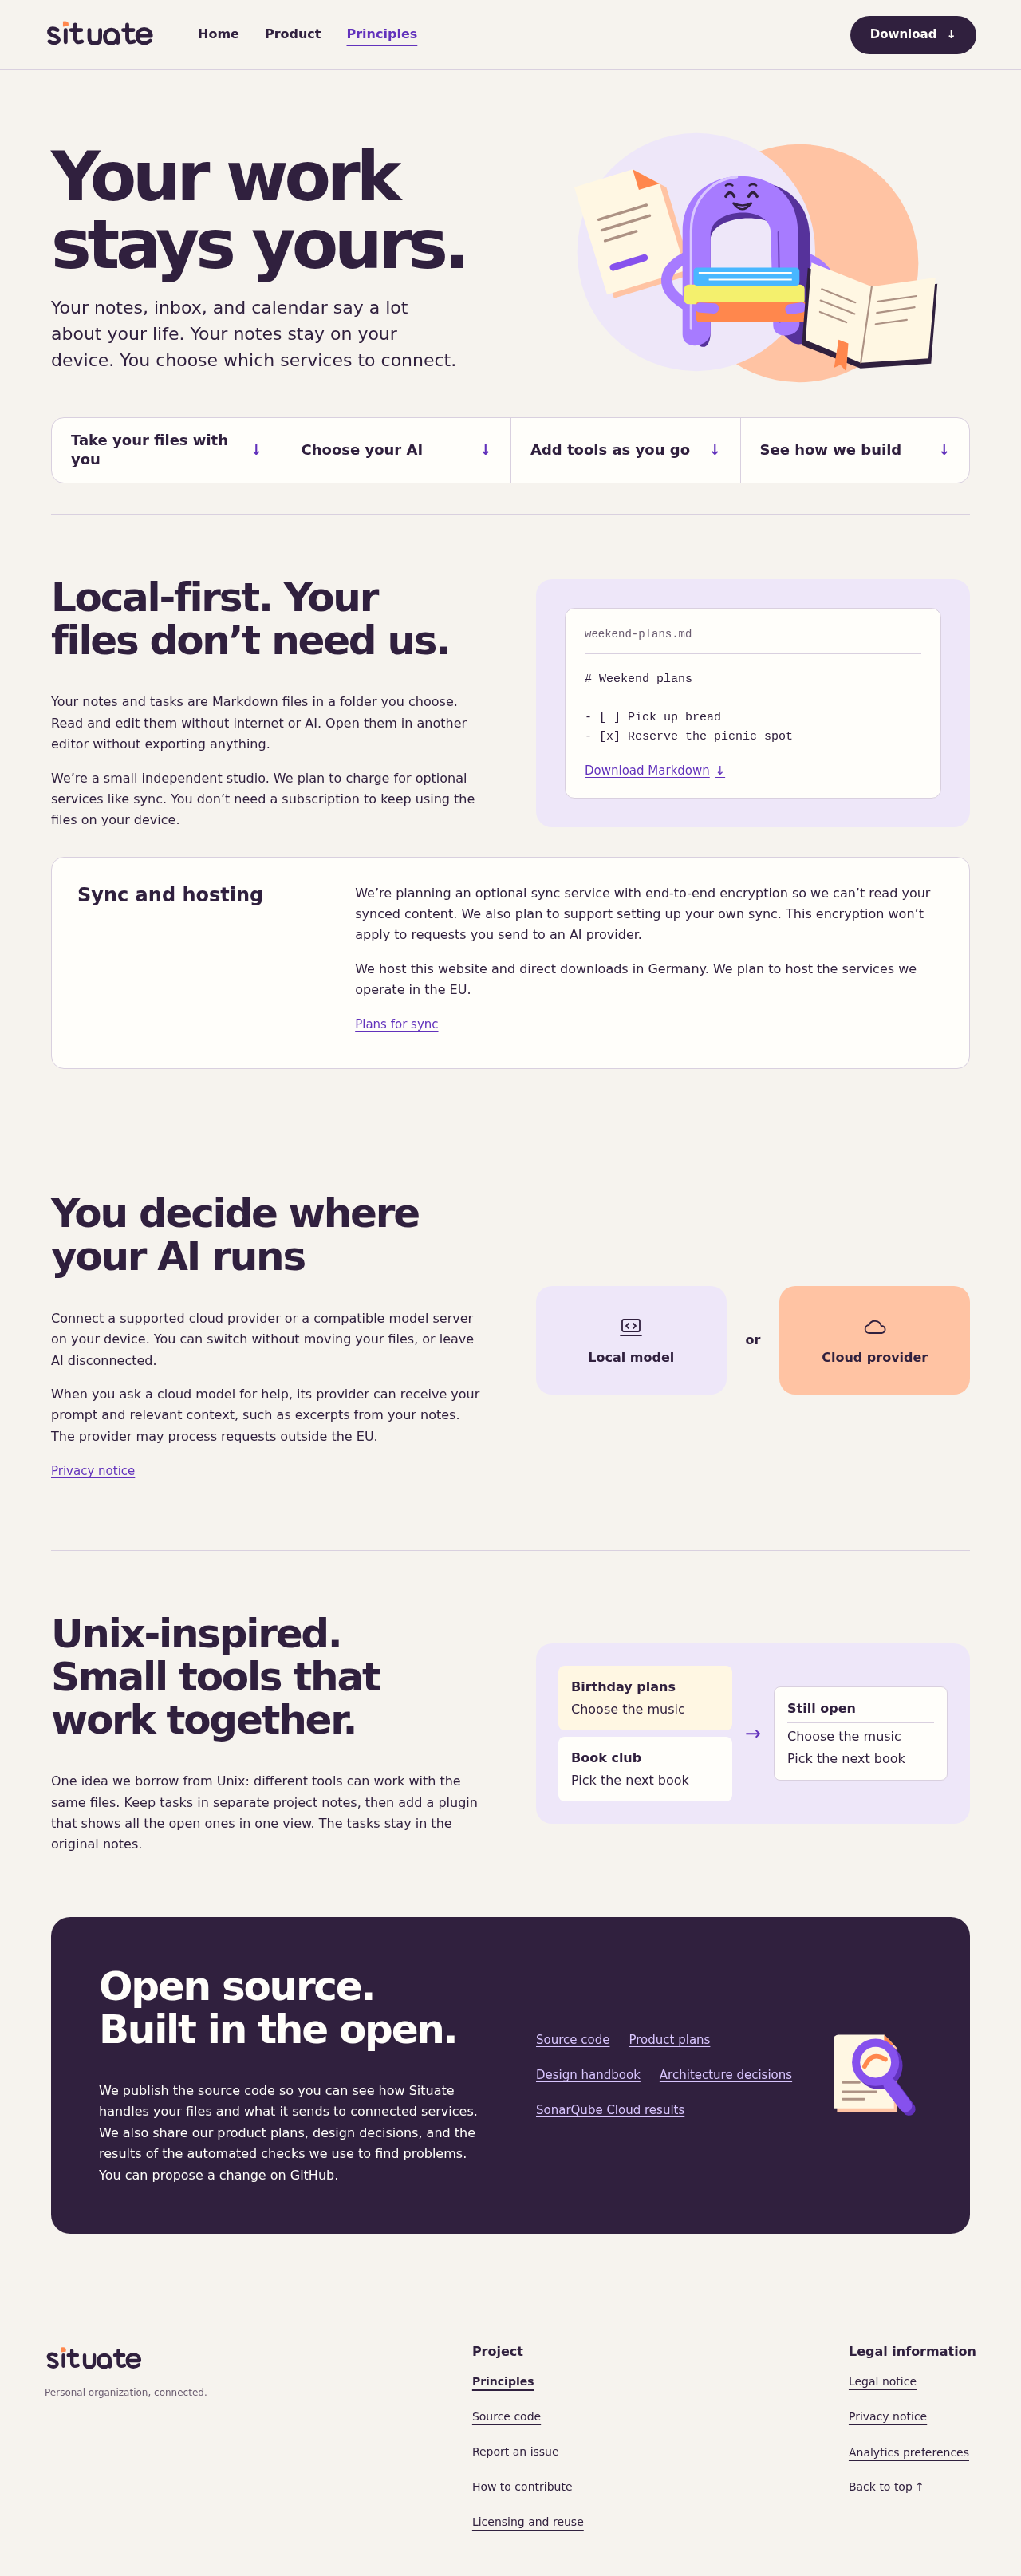 situate
Home Product Principles
Download ↓
Your work
stays yours.
Your notes, inbox, and calendar say a lot
about your life. Your notes stay on your
device. You choose which services to connect.
Take your files with
you ↓
Choose your AI ↓
Add tools as you go ↓
See how we build ↓
Local-first. Your
files don’t need us.
Your notes and tasks are Markdown files in a folder you choose.
Read and edit them without internet or AI. Open them in another
editor without exporting anything.
We’re a small independent studio. We plan to charge for optional
services like sync. You don’t need a subscription to keep using the
files on your device.
weekend-plans.md
# Weekend plans
- [ ] Pick up bread
- [x] Reserve the picnic spot
Download Markdown ↓
Sync and hosting
We’re planning an optional sync service with end-to-end encryption so we can’t read your
synced content. We also plan to support setting up your own sync. This encryption won’t
apply to requests you send to an AI provider.
We host this website and direct downloads in Germany. We plan to host the services we
operate in the EU.
Plans for sync
You decide where
your AI runs
Connect a supported cloud provider or a compatible model server
on your device. You can switch without moving your files, or leave
AI disconnected.
When you ask a cloud model for help, its provider can receive your
prompt and relevant context, such as excerpts from your notes.
The provider may process requests outside the EU.
Privacy notice
Local model
or
Cloud provider
Unix-inspired.
Small tools that
work together.
One idea we borrow from Unix: different tools can work with the
same files. Keep tasks in separate project notes, then add a plugin
that shows all the open ones in one view. The tasks stay in the
original notes.
Birthday plans
Choose the music
Book club
Pick the next book
→
Still open
Choose the music
Pick the next book
Open source.
Built in the open.
We publish the source code so you can see how Situate
handles your files and what it sends to connected services.
We also share our product plans, design decisions, and the
results of the automated checks we use to find problems.
You can propose a change on GitHub.
Source code Product plans
Design handbook Architecture decisions
SonarQube Cloud results
situate
Personal organization, connected.
Project
Principles
Source code
Report an issue
How to contribute
Licensing and reuse
Legal information
Legal notice
Privacy notice
Analytics preferences
Back to top ↑